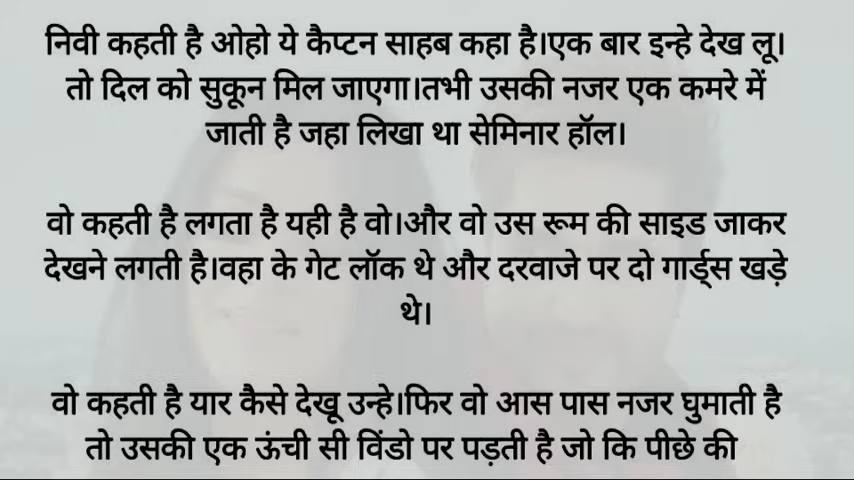 निवी कहती है ओहो ये कैप्टन साहब कहा है।एक बार इन्हे देख लू।
तो दिल को सुकून मिल जाएगा।तभी उसकी नजर एक कमरे में
जाती है जहा लिखा था सेमिनार हॉल।
वो कहती है लगता है यही है वो।और वो उस रूम की साइड जाकर
देखने लगती है।वहा के गेट लॉक थे और दरवाजे पर दो गार्ड्स खड़े
थे।
वो कहती है यार कैसे देखू उन्हे।फिर वो आस पास नजर घुमाती है
तो उसकी एक ऊंची सी विंडो पर पड़ती है जो कि पीछे की